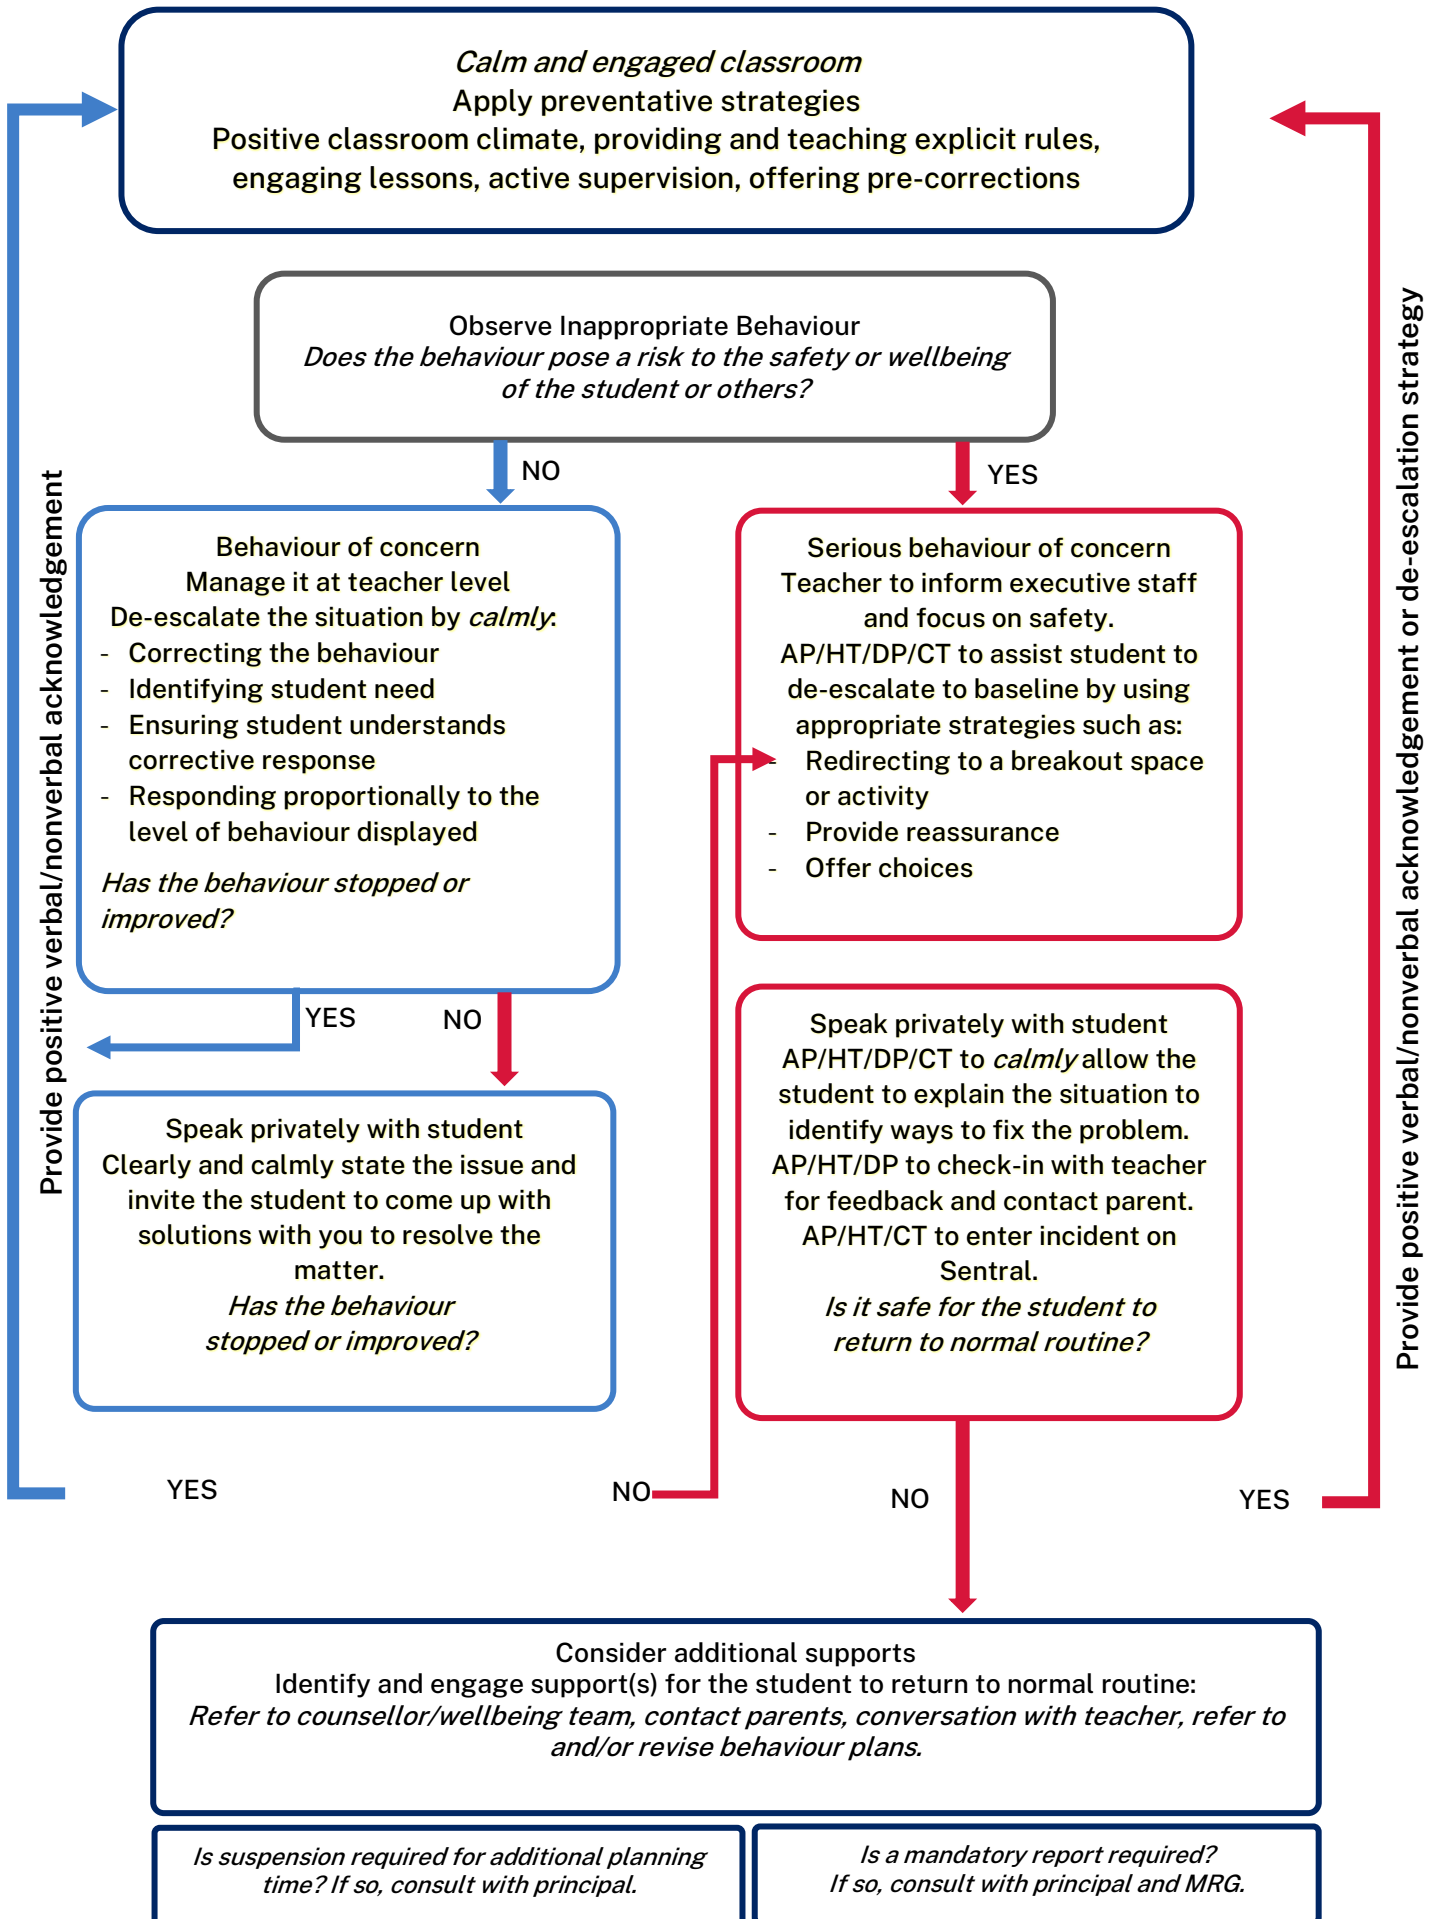 Calm and engaged classroom
Apply preventative strategies
Positive classroom climate, providing and teaching explicit rules,
engaging lessons, active supervision, offering pre-corrections
Observe Inappropriate Behaviour
Does the behaviour pose a risk to the safety or wellbeing
of the student or others?
NO
YES
Behaviour of concern
Manage it at teacher level
De-escalate the situation by calmly:
- Correcting the behaviour
- Identifying student need
- Ensuring student understands
corrective response
- Responding proportionally to the
level of behaviour displayed
Has the behaviour stopped or
improved?
Serious behaviour of concern
Teacher to inform executive staff
and focus on safety.
AP/HT/DP/CT to assist student to
de-escalate to baseline by using
appropriate strategies such as:
- Redirecting to a breakout space
or activity
- Provide reassurance
- Offer choices
YES
NO
Speak privately with student
Clearly and calmly state the issue and
invite the student to come up with
solutions with you to resolve the
matter.
Has the behaviour
stopped or improved?
Speak privately with student
AP/HT/DP/CT to calmly allow the
student to explain the situation to
identify ways to fix the problem.
AP/HT/DP to check-in with teacher
for feedback and contact parent.
AP/HT/CT to enter incident on
Sentral.
Is it safe for the student to
return to normal routine?
YES
NO
NO
YES
Provide positive verbal/nonverbal acknowledgement
Provide positive verbal/nonverbal acknowledgement or de-escalation strategy
Consider additional supports
Identify and engage support(s) for the student to return to normal routine:
Refer to counsellor/wellbeing team, contact parents, conversation with teacher, refer to
and/or revise behaviour plans.
Is suspension required for additional planning
time? If so, consult with principal.
Is a mandatory report required?
If so, consult with principal and MRG.